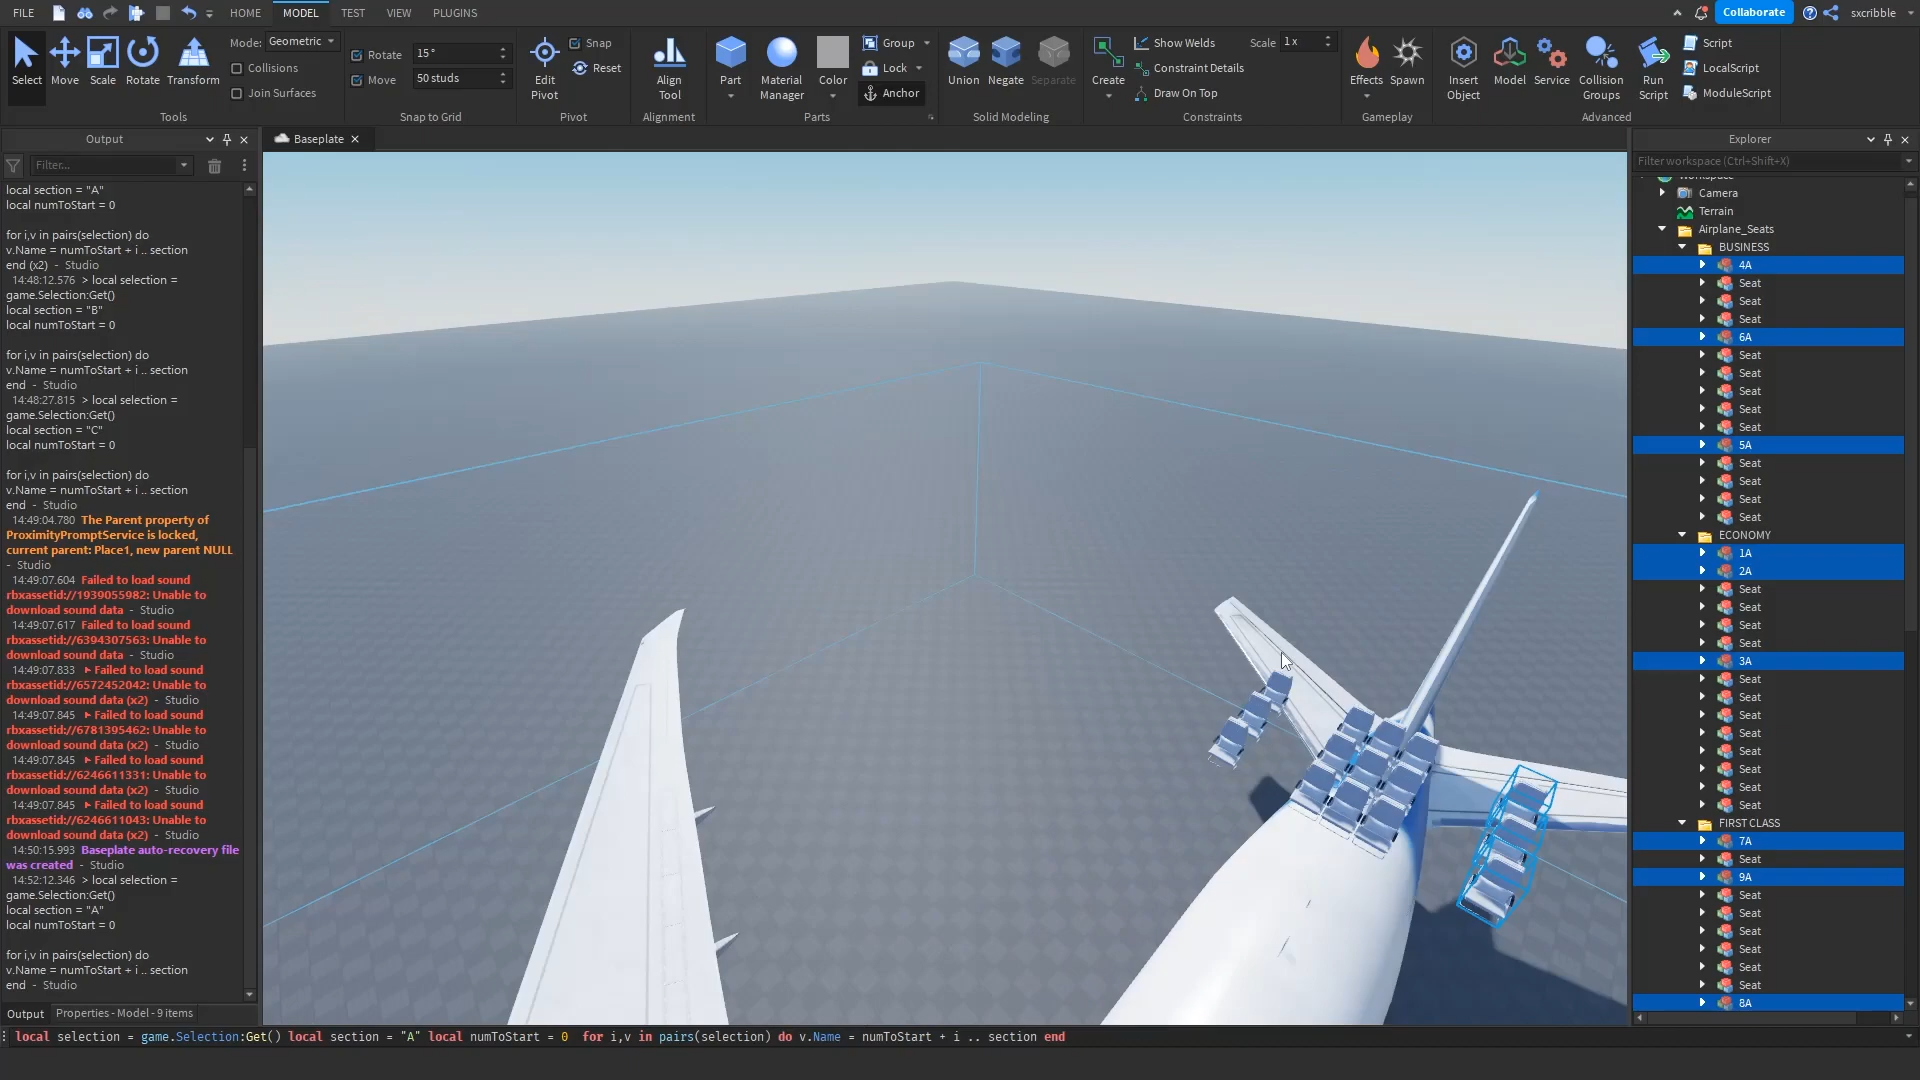 FILE HOME MODEL TEST VIEW PLUGINS Collaborate sxcribble
Select Move Scale Rotate Transform
Mode: Geometric
Collisions
Join Surfaces
Tools
Rotate 15°
Move 50 studs
Snap to Grid
Edit Pivot
Snap
Reset
Pivot
Align Tool
Alignment
Part
Material Manager
Color
Group
Lock
Anchor
Parts
Union Negate Separate
Solid Modeling
Create
Show Welds
Scale 1x
Constraint Details
Draw On Top
Constraints
Effects Spawn
Gameplay
Insert Object
Model
Service
Collision Groups
Run Script
Script
LocalScript
ModuleScript
Advanced
Output
Filter...
local section = "A"
local numToStart = 0
for i,v in pairs(selection) do
v.Name = numToStart + i .. section
end (x2) - Studio
14:48:12.576 > local selection =
game.Selection:Get()
local section = "B"
local numToStart = 0
for i,v in pairs(selection) do
v.Name = numToStart + i .. section
end - Studio
14:48:27.815 > local selection =
game.Selection:Get()
local section = "C"
local numToStart = 0
for i,v in pairs(selection) do
v.Name = numToStart + i .. section
end - Studio
14:49:04.780 The Parent property of
ProximityPromptService is locked,
current parent: Place1, new parent NULL
- Studio
14:49:07.604 Failed to load sound
rbxassetid://1939055982: Unable to
download sound data - Studio
14:49:07.617 Failed to load sound
rbxassetid://6394307563: Unable to
download sound data - Studio
14:49:07.833 Failed to load sound
rbxassetid://6572452042: Unable to
download sound data (x2) - Studio
14:49:07.845 Failed to load sound
rbxassetid://6781395462: Unable to
download sound data (x2) - Studio
14:49:07.845 Failed to load sound
rbxassetid://6246611331: Unable to
download sound data (x2) - Studio
14:49:07.845 Failed to load sound
rbxassetid://6246611043: Unable to
download sound data (x2) - Studio
14:50:15.993 Baseplate auto-recovery file
was created - Studio
14:52:12.346 > local selection =
game.Selection:Get()
local section = "A"
local numToStart = 0
for i,v in pairs(selection) do
v.Name = numToStart + i .. section
end - Studio
Output Properties - Model - 9 items
Baseplate
Explorer
Filter workspace (Ctrl+Shift+X)
Workspace
Camera
Terrain
Airplane_Seats
BUSINESS
4A
Seat
Seat
Seat
6A
Seat
Seat
Seat
Seat
Seat
5A
Seat
Seat
Seat
Seat
ECONOMY
1A
2A
Seat
Seat
Seat
Seat
3A
Seat
Seat
Seat
Seat
Seat
Seat
Seat
Seat
FIRST CLASS
7A
Seat
9A
Seat
Seat
Seat
Seat
Seat
Seat
8A
local selection = game.Selection:Get() local section = "A" local numToStart = 0 for i,v in pairs(selection) do v.Name = numToStart + i .. section end